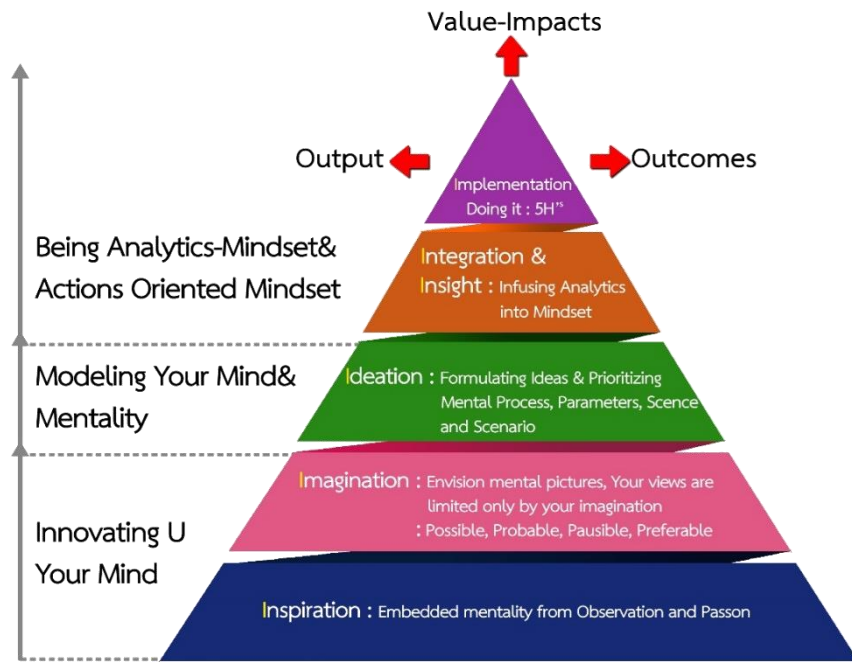 Value-Impacts
Output
Outcomes
Implementation
Doing it : 5H"s
Being Analytics-Mindset&
Actions Oriented Mindset
Integration &
Insight : Infusing Analytics
into Mindset
Modeling Your Mind&
Mentality
Ideation : Formulating Ideas & Prioritizing
Mental Process, Parameters, Scence
and Scenario
Innovating U
Your Mind
Imagination : Envision mental pictures, Your views are
limited only by your imagination
: Possible, Probable, Pausible, Preferable
Inspiration : Embedded mentality from Observation and Passon